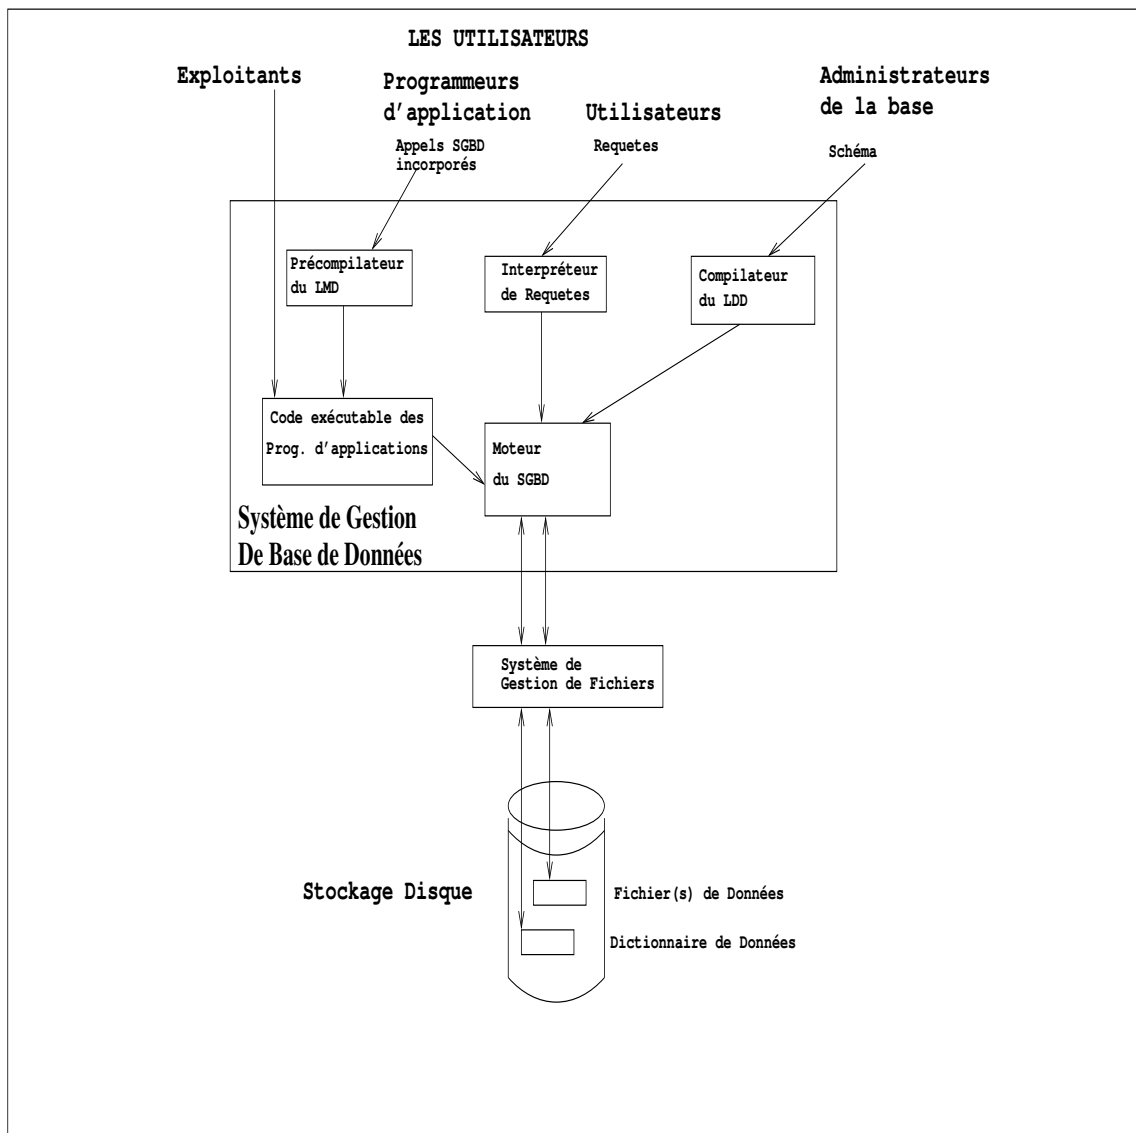 LES UTILISATEURS
Exploitants
Programmeurs
d'application
Appels SGBD
incorporés
Utilisateurs
Requetes
Administrateurs
de la base
Schéma
Précompilateur
du LMD
Interpréteur
de Requetes
Compilateur
du LDD
Code exécutable des
Prog. d'applications
Moteur
du SGBD
Système de Gestion
De Base de Données
Système de
Gestion de Fichiers
Stockage Disque
Fichier(s) de Données
Dictionnaire de Données